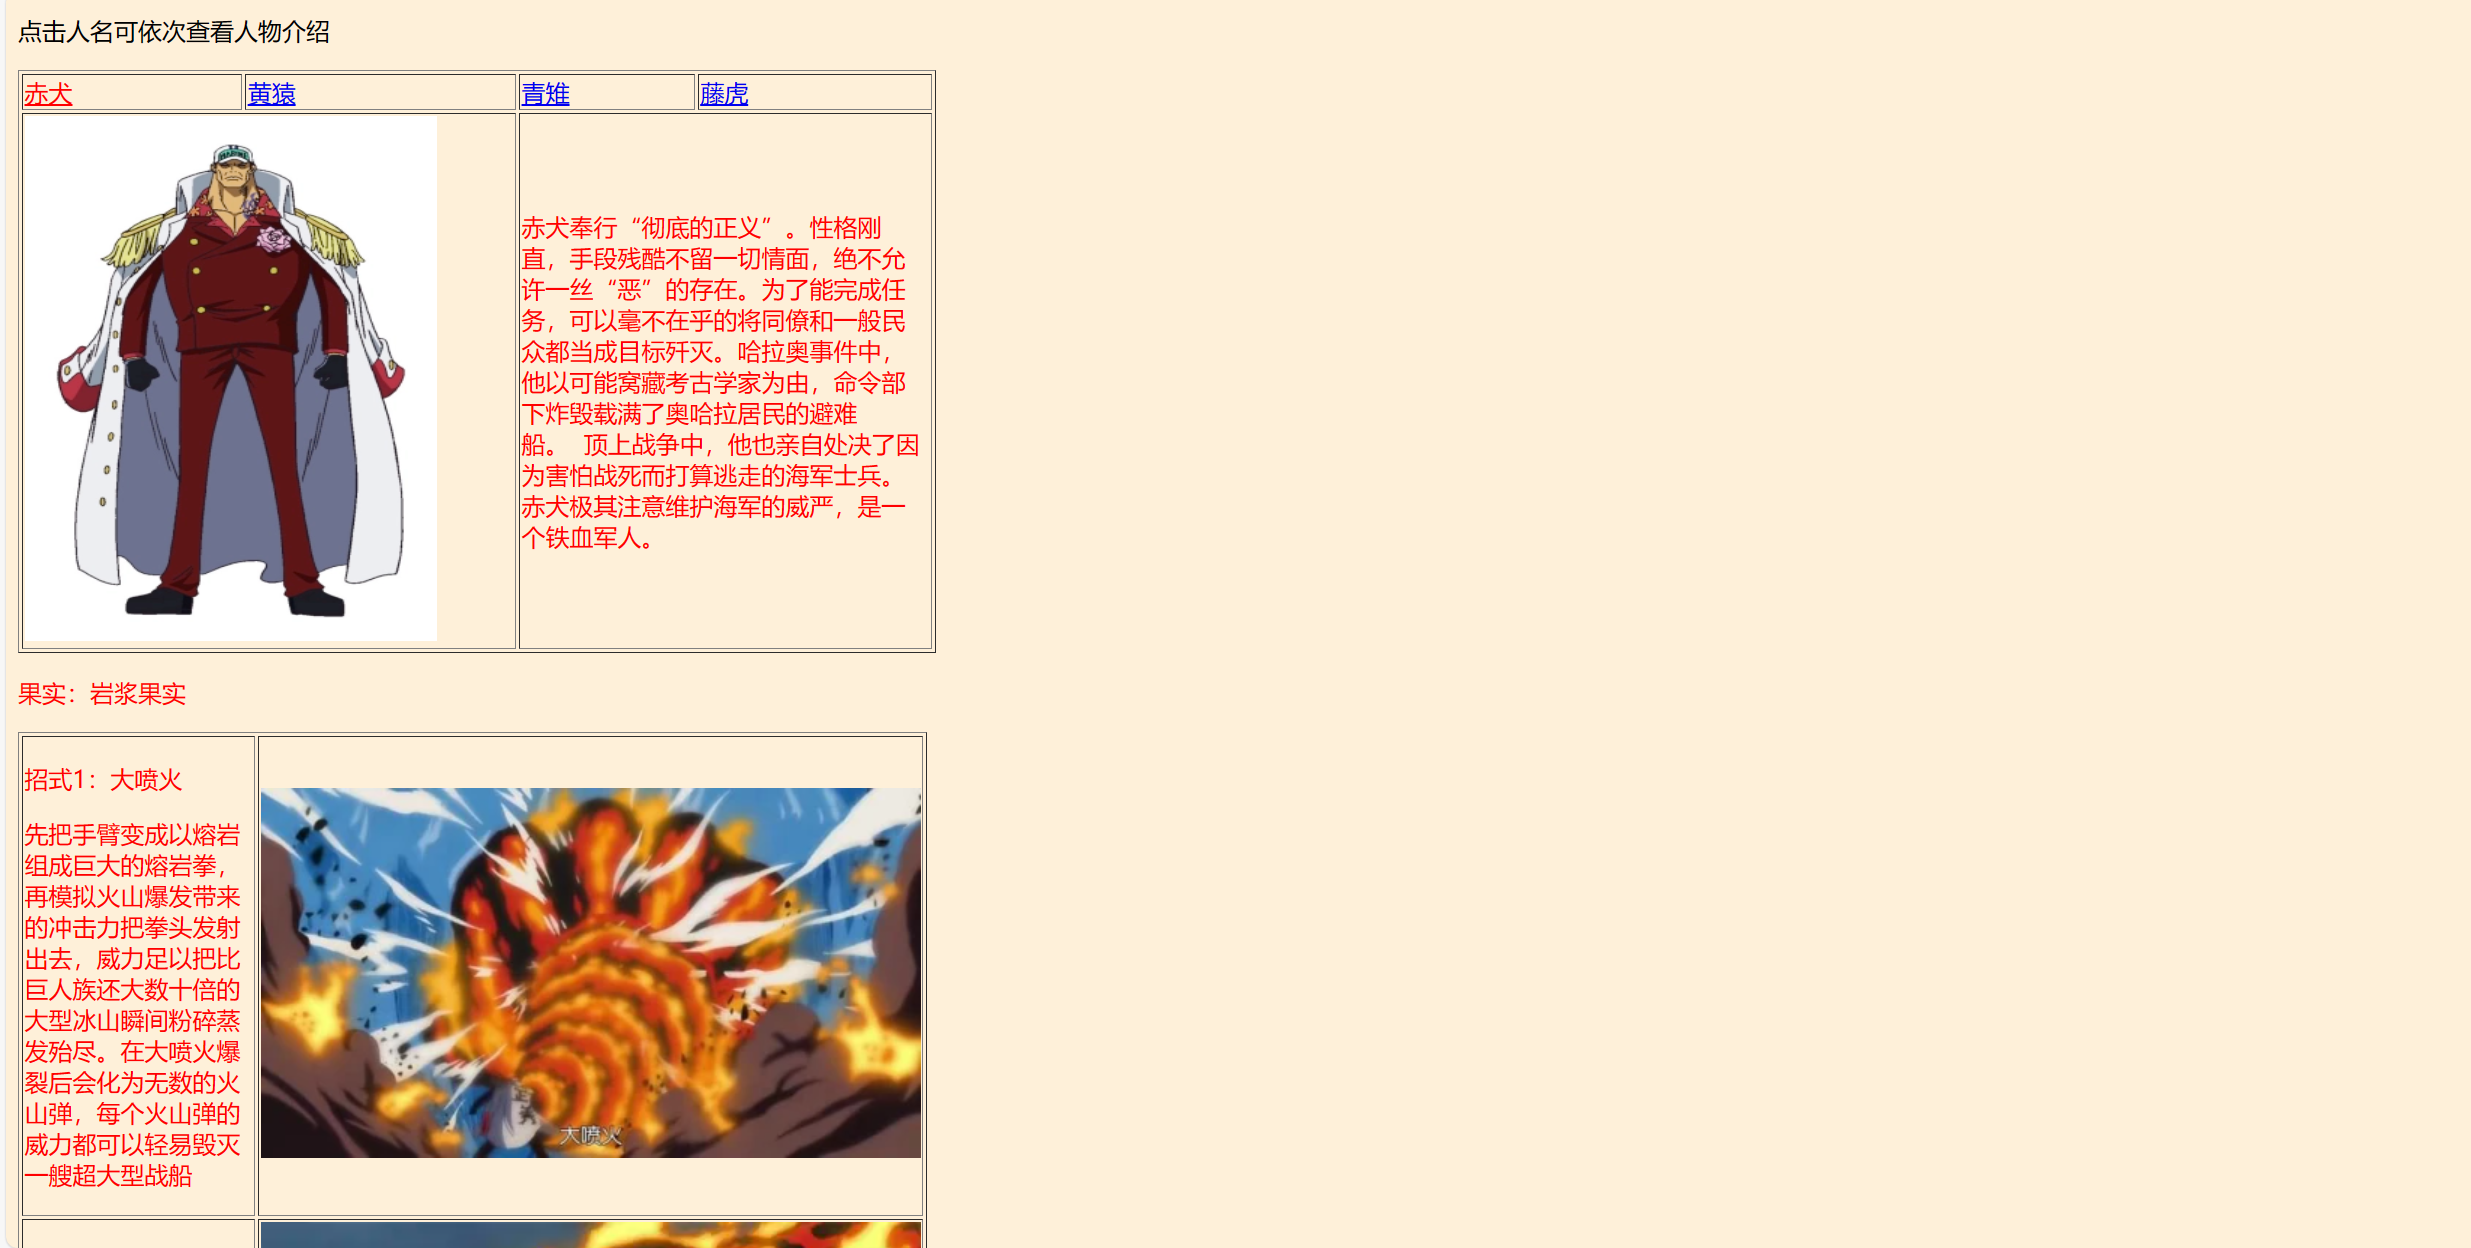 点击人名可依次查看人物介绍
赤犬 黄猿 青雉 藤虎
赤犬奉行“彻底的正义”。性格刚
直，手段残酷不留一切情面，绝不允
许一丝“恶”的存在。为了能完成任
务，可以毫不在乎的将同僚和一般民
众都当成目标歼灭。哈拉奥事件中，
他以可能窝藏考古学家为由，命令部
下炸毁载满了奥哈拉居民的避难
船。 顶上战争中，他也亲自处决了因
为害怕战死而打算逃走的海军士兵。
赤犬极其注意维护海军的威严，是一
个铁血军人。
果实：岩浆果实
招式1：大喷火
先把手臂变成以熔岩
组成巨大的熔岩拳，
再模拟火山爆发带来
的冲击力把拳头发射
出去，威力足以把比
巨人族还大数十倍的
大型冰山瞬间粉碎蒸
发殆尽。在大喷火爆
裂后会化为无数的火
山弹，每个火山弹的
威力都可以轻易毁灭
一艘超大型战船
大喷火